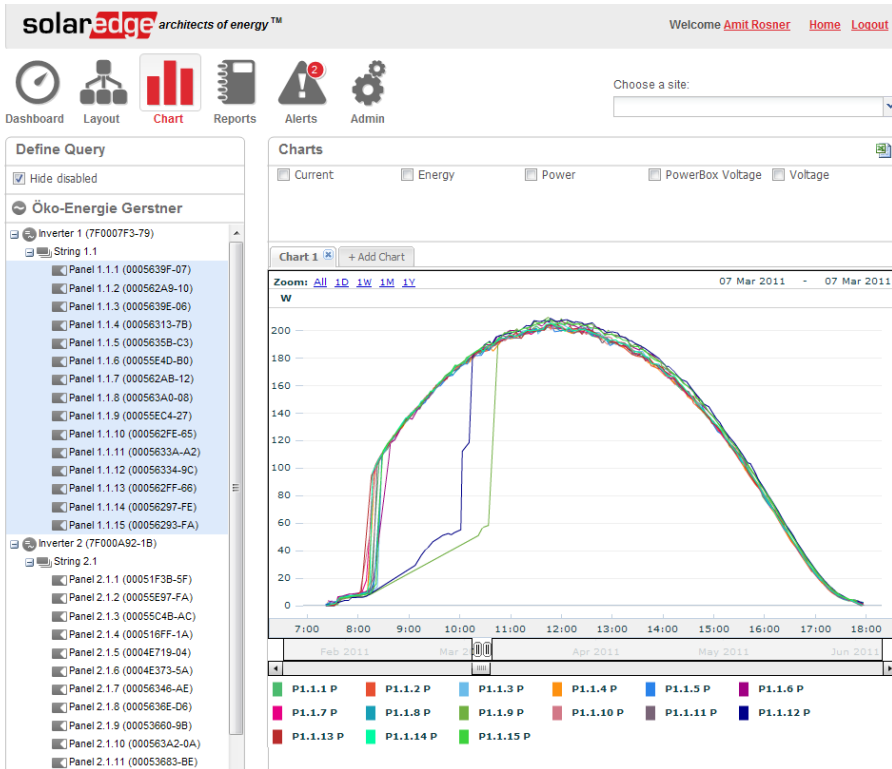 solaredge architects of energy™
Welcome Amit Rosner Home Logout
2
Dashboard Layout Chart Reports Alerts Admin
Choose a site:
Define Query
Hide disabled
Öko-Energie Gerstner
Inverter 1 (7F0007F3-79)
String 1.1
Panel 1.1.1 (0005639F-07)
Panel 1.1.2 (000562A9-10)
Panel 1.1.3 (0005639E-06)
Panel 1.1.4 (00056313-7B)
Panel 1.1.5 (0005635B-C3)
Panel 1.1.6 (00055E4D-B0)
Panel 1.1.7 (000562AB-12)
Panel 1.1.8 (000563A0-08)
Panel 1.1.9 (00055EC4-27)
Panel 1.1.10 (000562FE-65)
Panel 1.1.11 (0005633A-A2)
Panel 1.1.12 (00056334-9C)
Panel 1.1.13 (000562FF-66)
Panel 1.1.14 (00056297-FE)
Panel 1.1.15 (00056293-FA)
Inverter 2 (7F000A92-1B)
String 2.1
Panel 2.1.1 (00051F3B-5F)
Panel 2.1.2 (00055E97-FA)
Panel 2.1.3 (00055C4B-AC)
Panel 2.1.4 (000516FF-1A)
Panel 2.1.5 (0004E719-04)
Panel 2.1.6 (0004E373-5A)
Panel 2.1.7 (00056346-AE)
Panel 2.1.8 (0005636E-D6)
Panel 2.1.9 (00053660-9B)
Panel 2.1.10 (000563A2-0A)
Panel 2.1.11 (00053683-BE)
Charts
Current Energy Power PowerBox Voltage Voltage
Chart 1 + Add Chart
Zoom: All 1D 1W 1M 1Y 07 Mar 2011 - 07 Mar 2011
W
200
180
160
140
120
100
80
60
40
20
0
7:00 8:00 9:00 10:00 11:00 12:00 13:00 14:00 15:00 16:00 17:00 18:00
Feb 2011 Mar 2 Apr 2011 May 2011 Jun 2011
P1.1.1 P P1.1.2 P P1.1.3 P P1.1.4 P P1.1.5 P P1.1.6 P
P1.1.7 P P1.1.8 P P1.1.9 P P1.1.10 P P1.1.11 P P1.1.12 P
P1.1.13 P P1.1.14 P P1.1.15 P